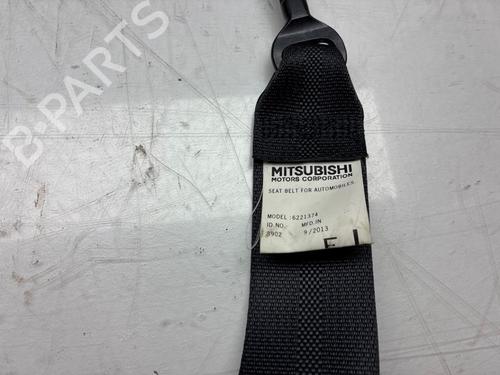 B-PARTS
MITSUBISHI
MOTORS CORPORATION
SEAT BELT FOR AUTOMOBILES
MODEL :6221374
ID.NO. MFD.IN
8902 9/2013